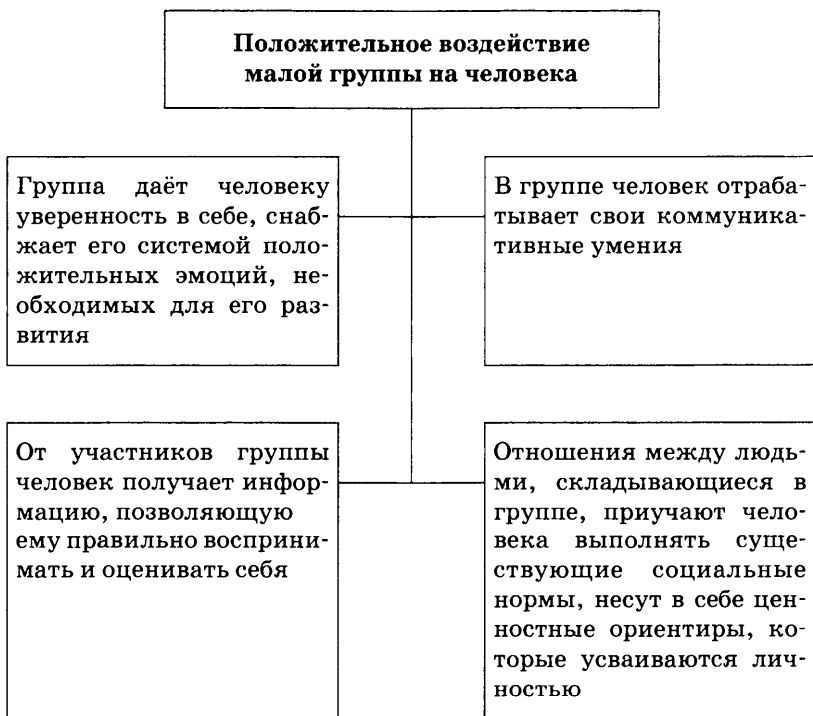 Положительное воздействие
малой группы на человека
Группа даёт человеку
уверенность в себе, снаб-
жает его системой поло-
жительных эмоций, не-
обходимых для его раз-
вития
В группе человек отраба-
тывает свои коммуника-
тивные умения
От участников группы
человек получает инфор-
мацию, позволяющую
ему правильно восприни-
мать и оценивать себя
Отношения между людь-
ми, складывающиеся в
группе, приучают чело-
века выполнять суще-
ствующие социальные
нормы, несут в себе цен-
ностные ориентиры, ко-
торые усваиваются лич-
ностью